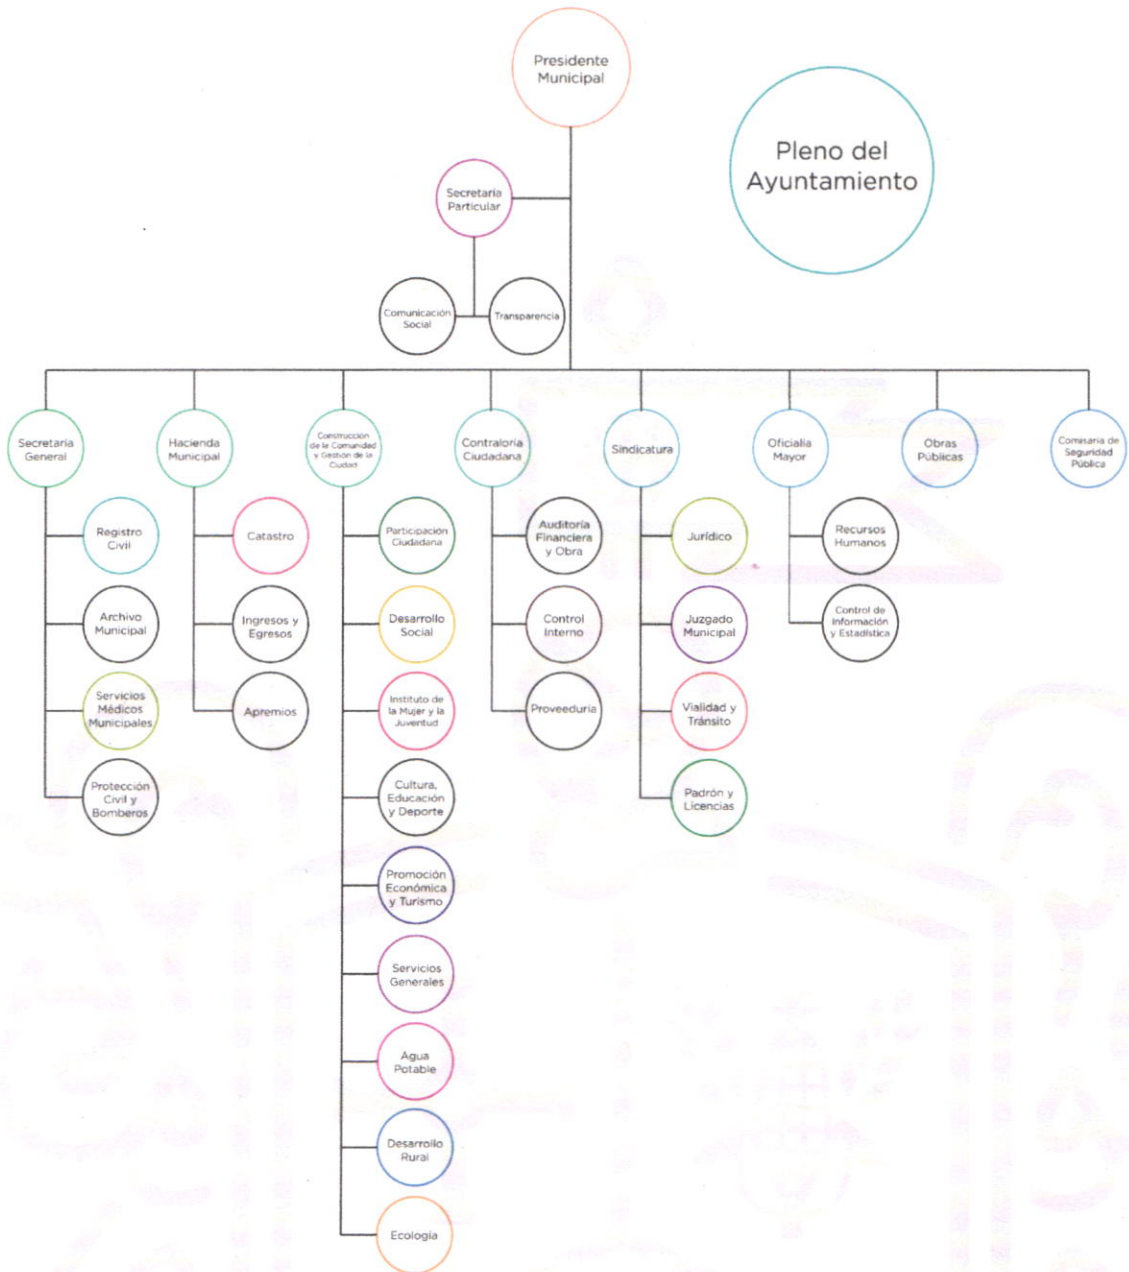 Presidente
Municipal
Pleno del
Ayuntamiento
Secretaría
Particular
Comunicación
Social
Transparencia
Secretaría
General
Hacienda
Municipal
Construcción
de la Comunidad
y Gestión de la
Ciudad
Contraloría
Ciudadana
Sindicatura
Oficialía
Mayor
Obras
Públicas
Comisaría de
Seguridad
Pública
Registro
Civil
Catastro
Participación
Ciudadana
Auditoría
Financiera
y Obra
Jurídico
Recursos
Humanos
Archivo
Municipal
Ingresos y
Egresos
Desarrollo
Social
Control
Interno
Juzgado
Municipal
Control de
Información
y Estadística
Servicios
Médicos
Municipales
Apremios
Instituto de
la Mujer y la
Juventud
Proveeduría
Vialidad y
Tránsito
Protección
Civil y
Bomberos
Cultura,
Educación
y Deporte
Padrón y
Licencias
Promoción
Económica
y Turismo
Servicios
Generales
Agua
Potable
Desarrollo
Rural
Ecología